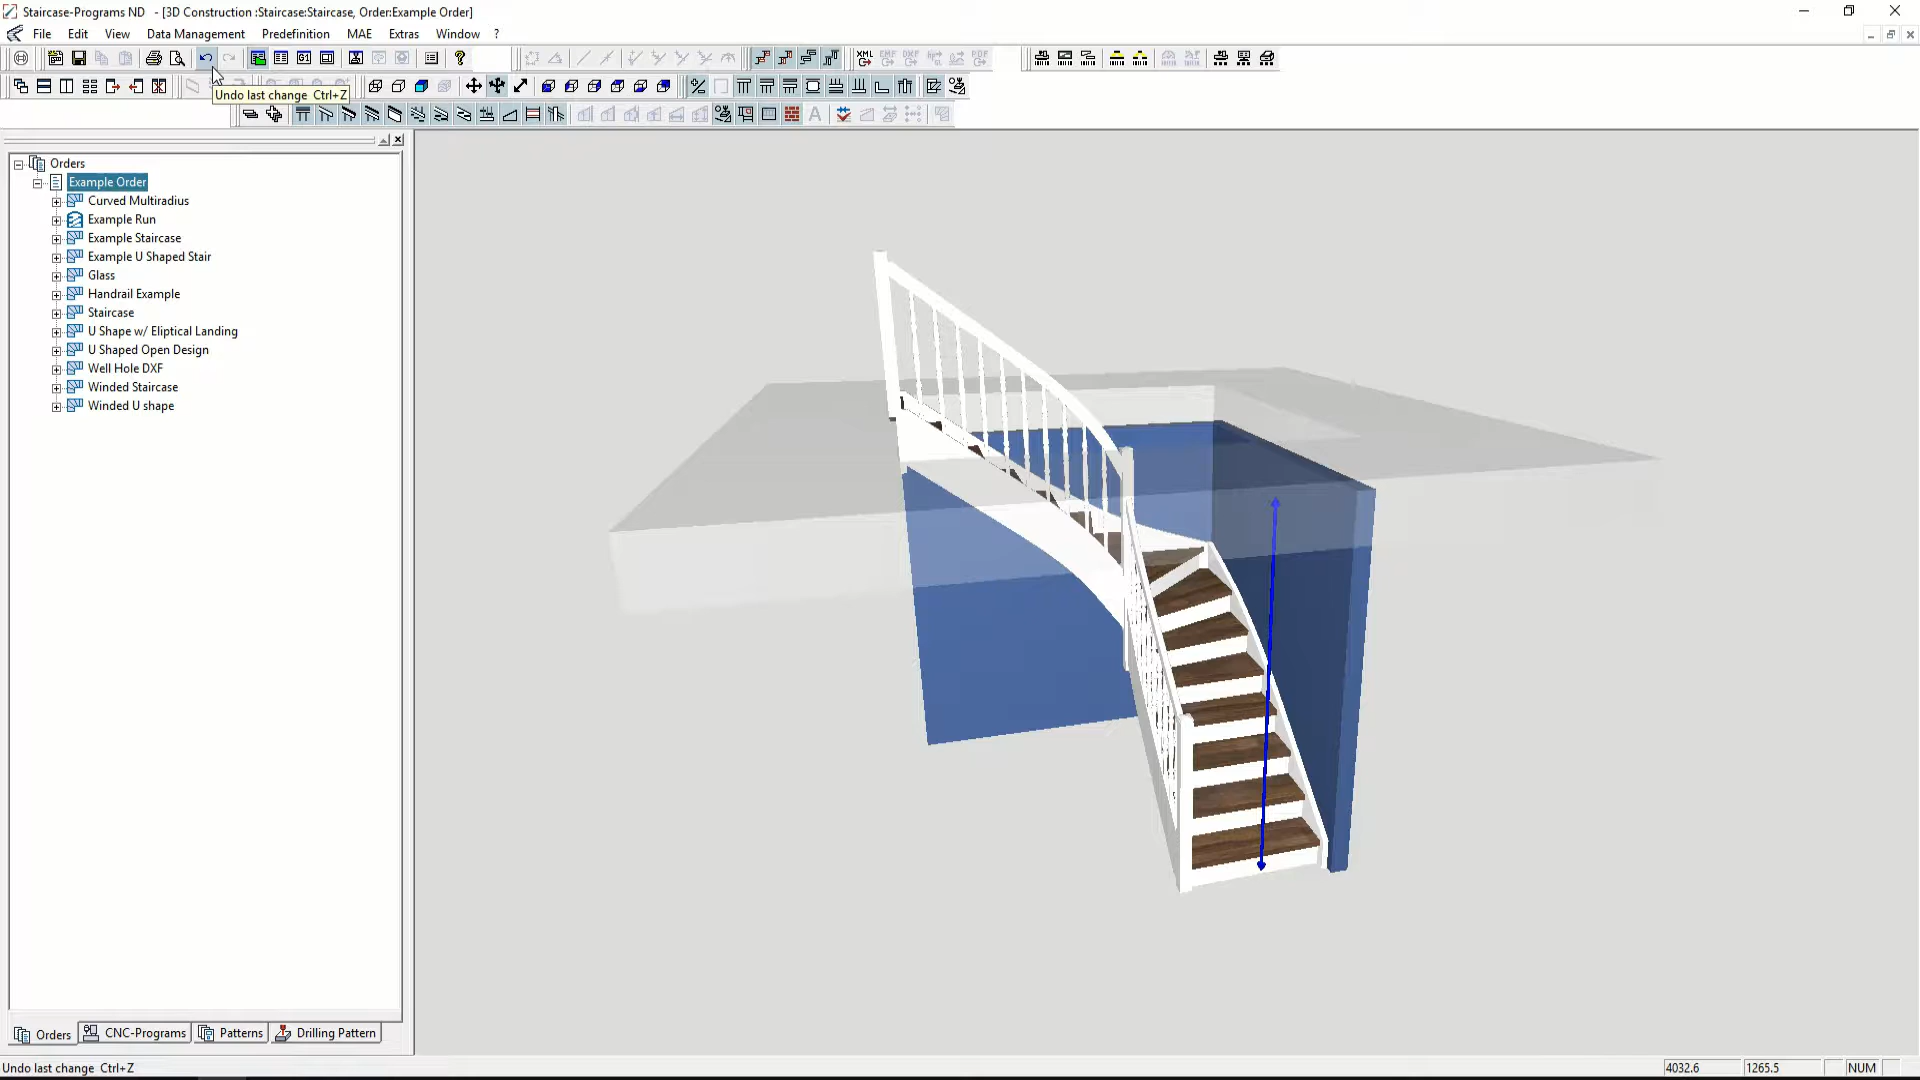 Staircase-Programs ND - [3D Construction :Staircase:Staircase, Order:Example Order]
File Edit View Data Management Predefinition MAE Extras Window ?
Undo last change Ctrl+Z
Orders
Example Order
Curved Multiradius
Example Run
Example Staircase
Example U Shaped Stair
Glass
Handrail Example
Staircase
U Shape w/ Eliptical Landing
U Shaped Open Design
Well Hole DXF
Winded Staircase
Winded U shape
Orders CNC-Programs Patterns Drilling Pattern
Undo last change Ctrl+Z 4032.6 1265.5 NUM